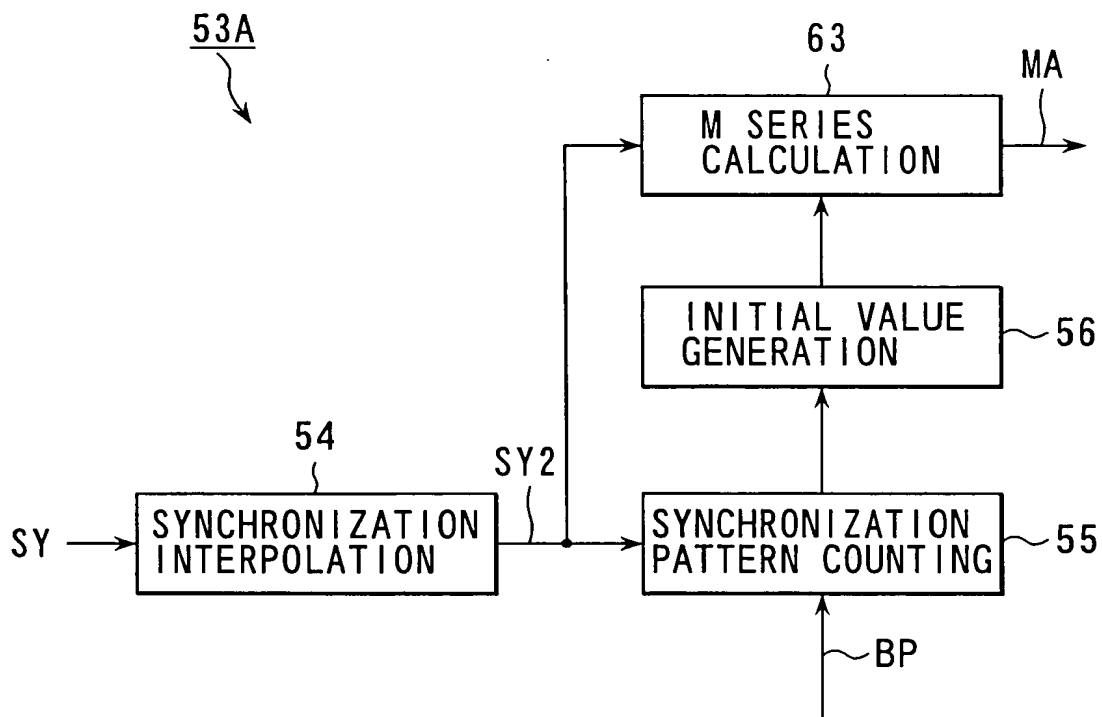 53A
63
MA
M SERIES
CALCULATION
INITIAL VALUE
GENERATION
56
54
SY2
SY
SYNCHRONIZATION
INTERPOLATION
SYNCHRONIZATION
PATTERN COUNTING
55
BP